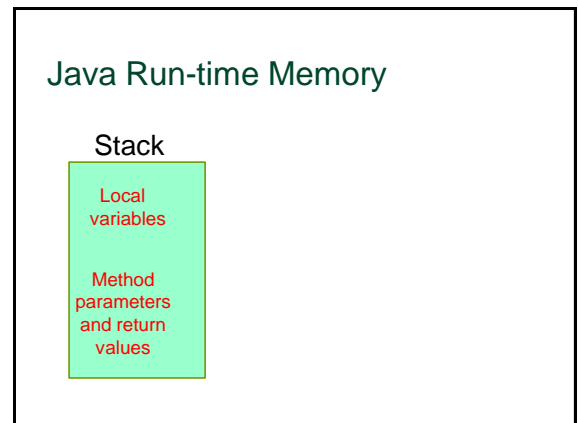 Java Run-time Memory
Stack
Local
variables
Method
parameters
and return
values